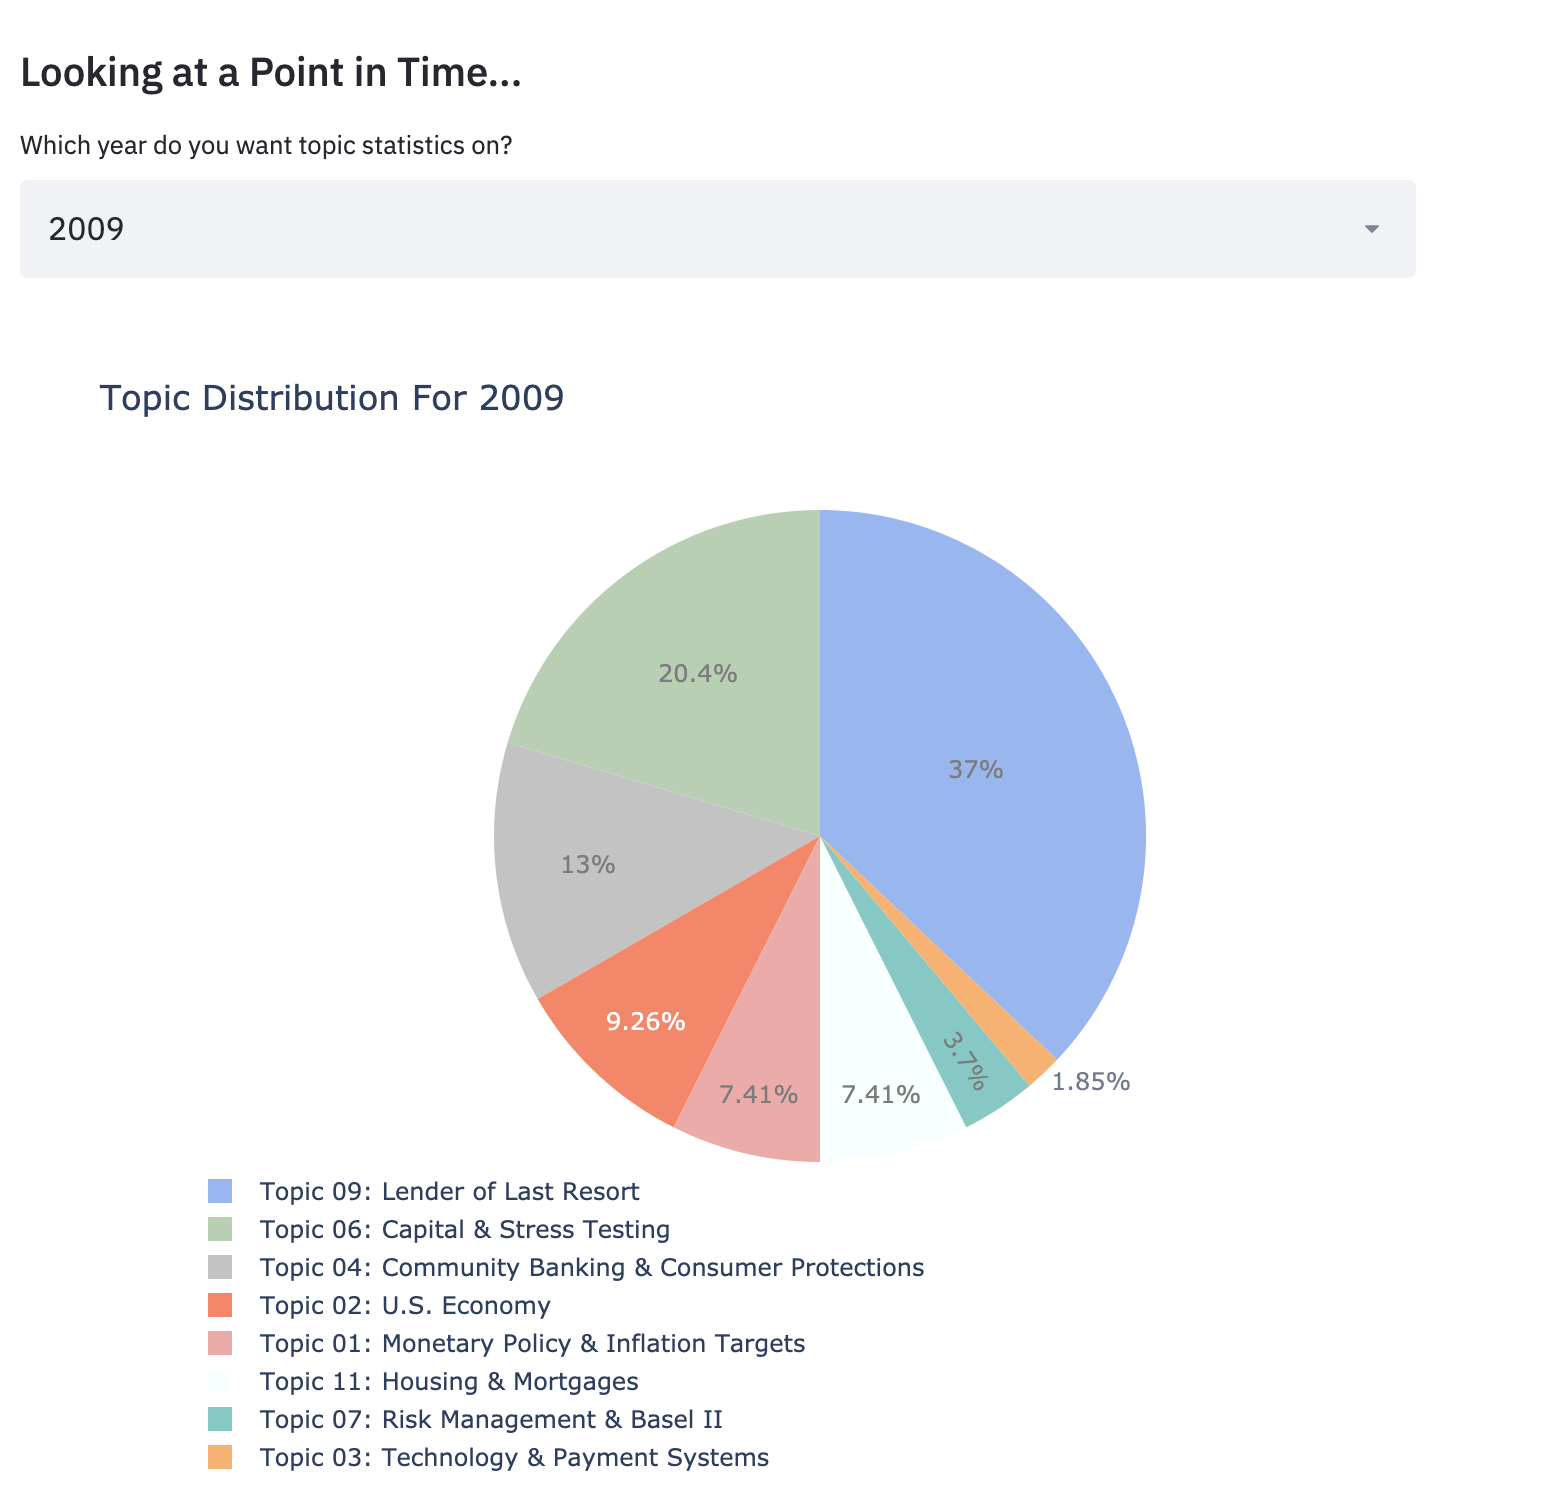 Looking at a Point in Time...
Which year do you want topic statistics on?
2009
Topic Distribution For 2009
20.4%
37%
13%
9.26%
3.7%
1.85%
7.41%
7.41%
Topic 09: Lender of Last Resort
Topic 06: Capital & Stress Testing
Topic 04: Community Banking & Consumer Protections
Topic 02: U.S. Economy
Topic 01: Monetary Policy & Inflation Targets
Topic 11: Housing & Mortgages
Topic 07: Risk Management & Basel II
Topic 03: Technology & Payment Systems